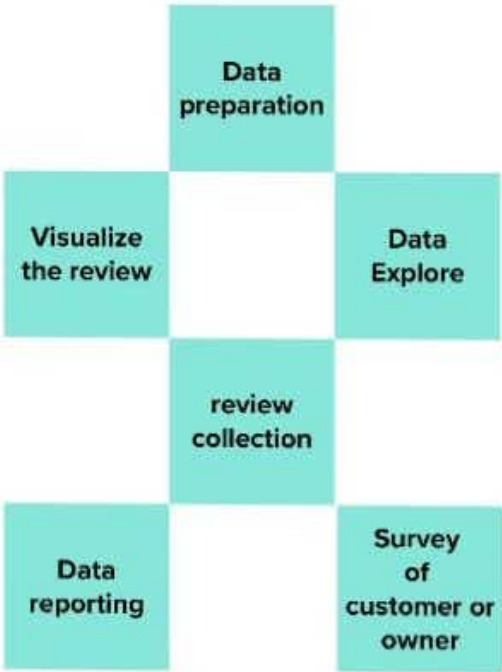 Data
preparation
Visualize
the review
Data
Explore
review
collection
Data
reporting
Survey
of
customer or
owner